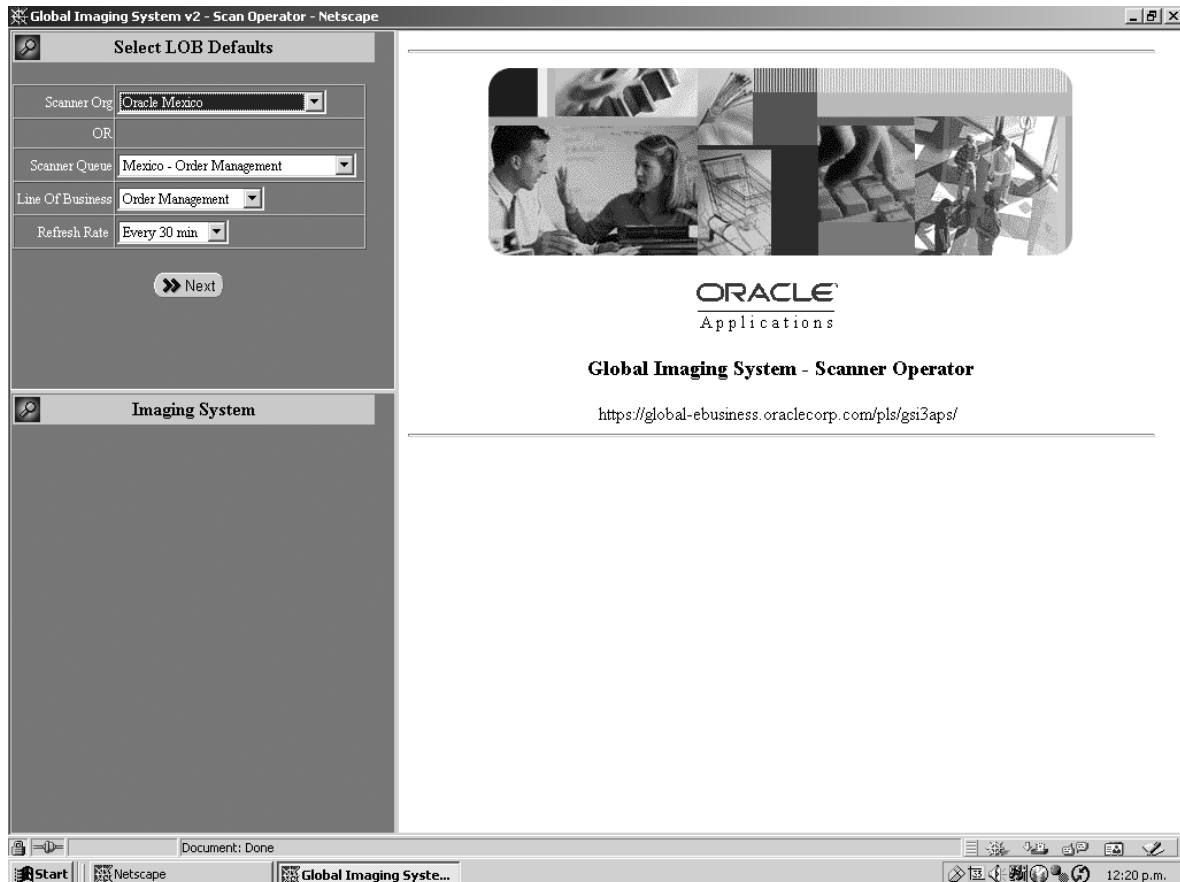 Global Imaging System v2 - Scan Operator - Netscape
Select LOB Defaults
Scanner Org Oracle Mexico
OR
Scanner Queue Mexico - Order Management
Line Of Business Order Management
Refresh Rate Every 30 min
Next
Imaging System
ORACLE
Applications
Global Imaging System - Scanner Operator
https://global-ebusiness.oraclecorp.com/pls/gsi3aps/
Document: Done
Start Netscape Global Imaging Syste... 12:20 p.m.